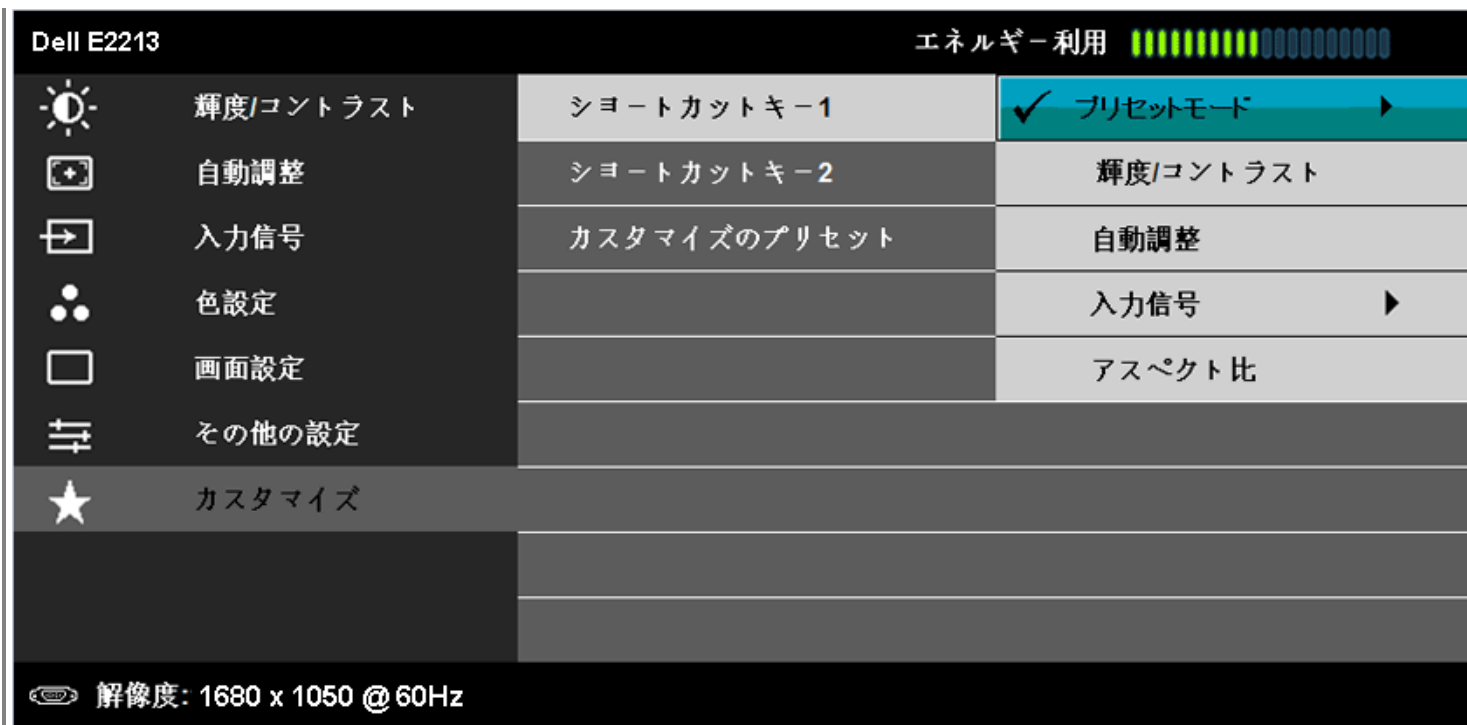 Dell E2213 エネルギー利用
輝度/コントラスト ショートカットキー1 ✓ プリセットモード
自動調整 ショートカットキー2 輝度/コントラスト
入力信号 カスタマイズのプリセット 自動調整
色設定 入力信号
画面設定 アスペクト比
その他の設定
カスタマイズ
解像度: 1680 x 1050 @ 60Hz